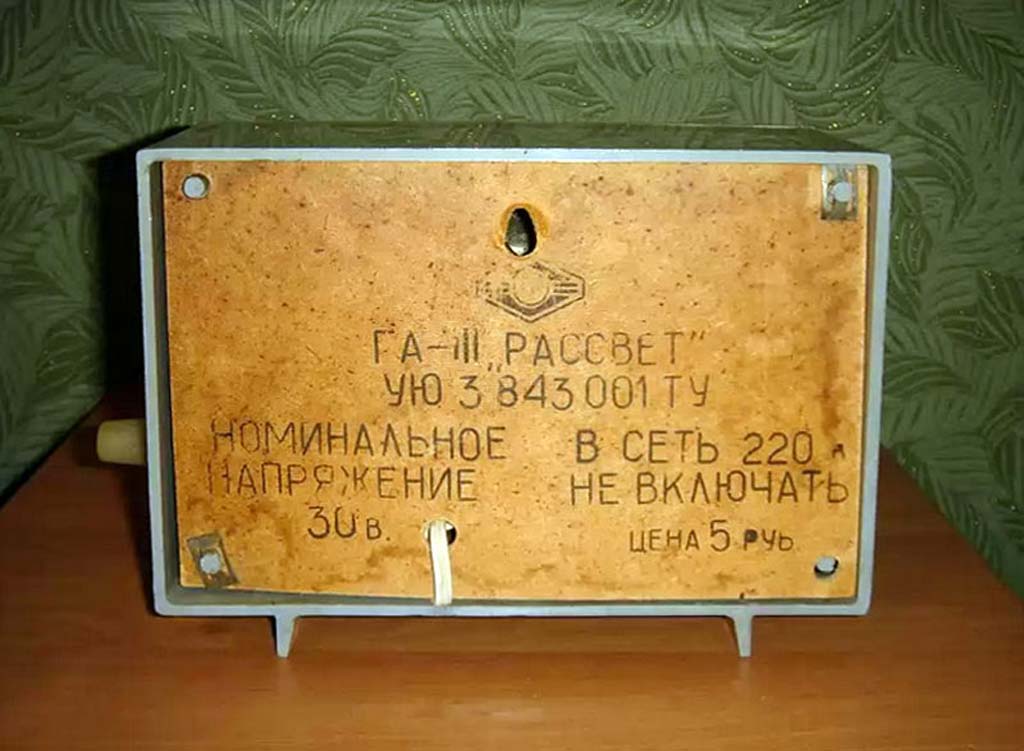 ГА-III „РАССВЕТ"
УЮ 3 843 001 ТУ
НОМИНАЛЬНОЕ
НАПРЯЖЕНИЕ
30 В.
В СЕТЬ 220 в
НЕ ВКЛЮЧАТЬ
ЦЕНА 5 РУБ